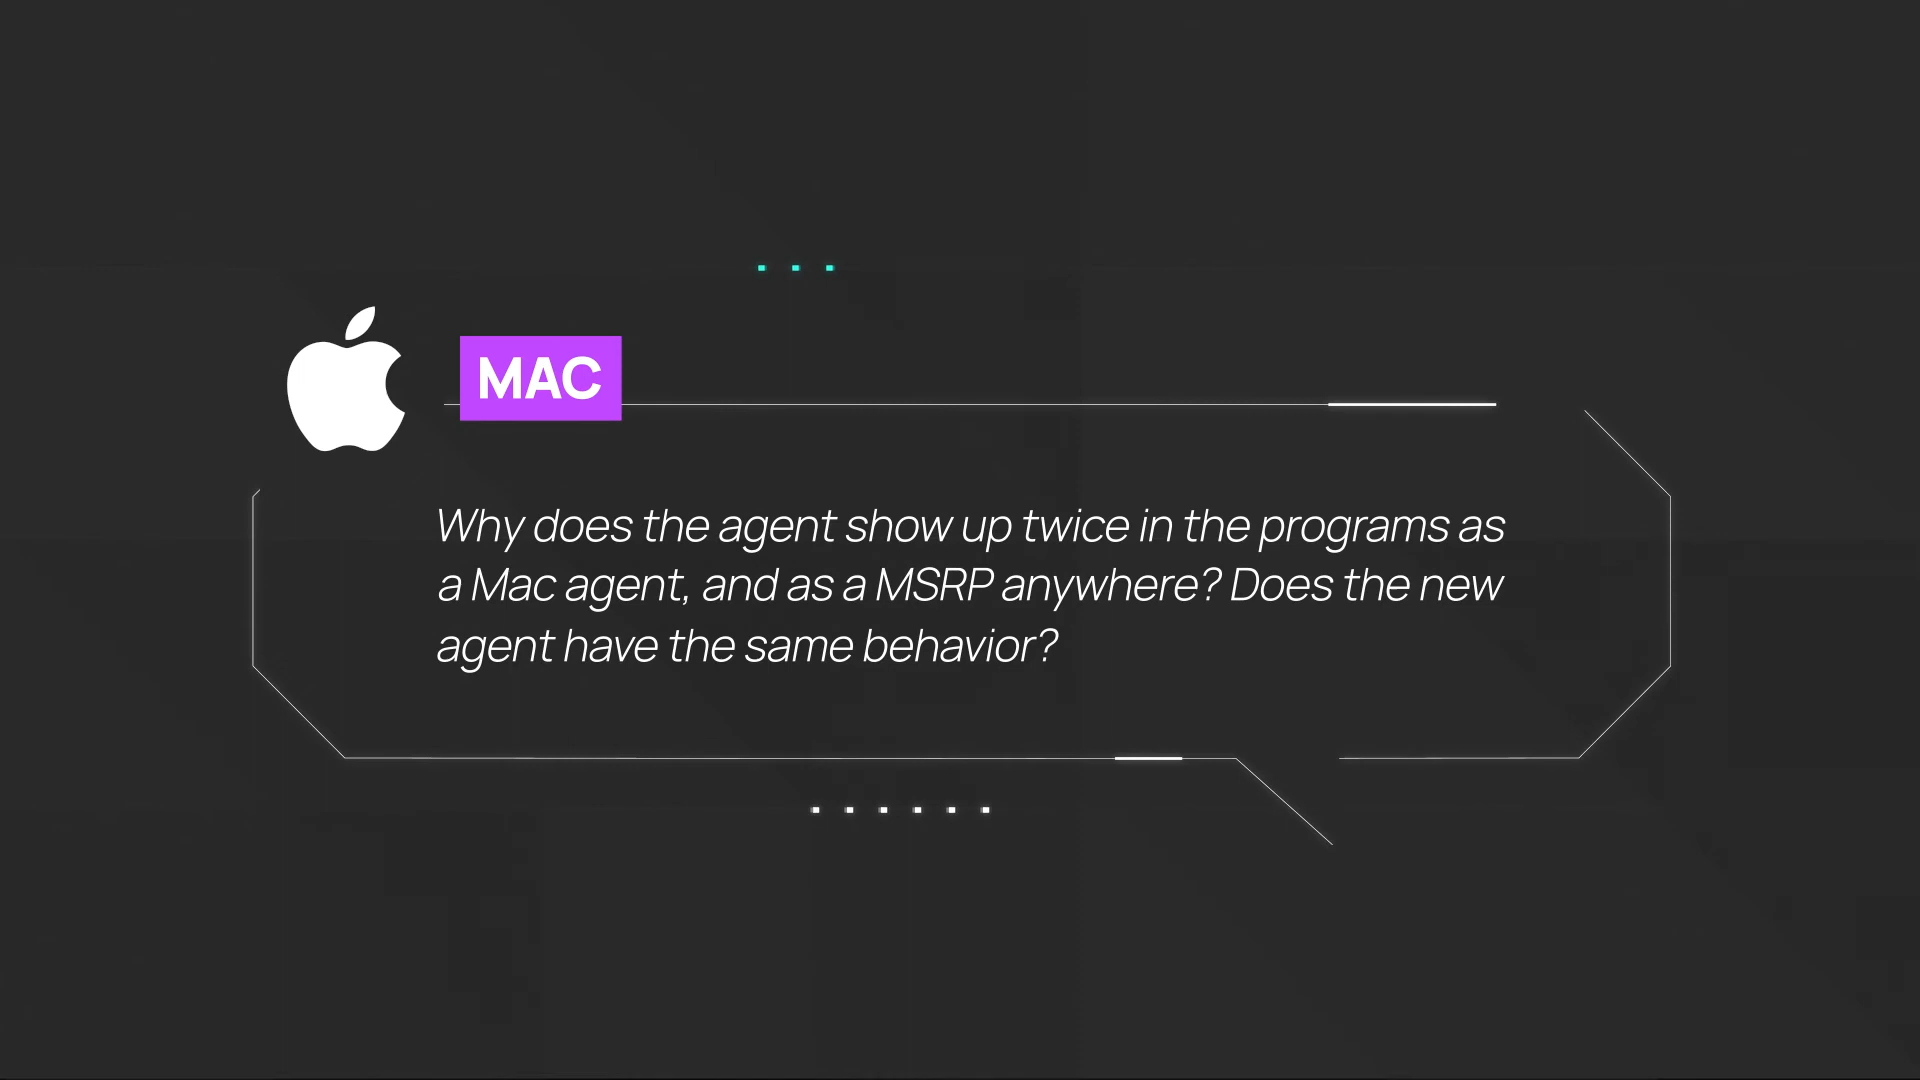 MAC
Why does the agent show up twice in the programs as
a Mac agent, and as a MSRP anywhere? Does the new
agent have the same behavior?